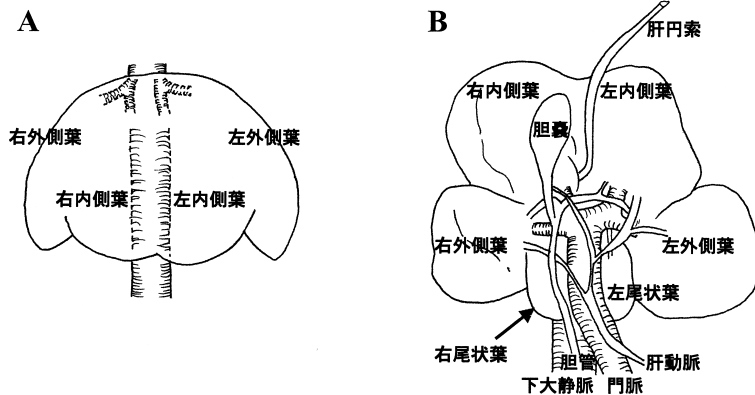 A
右外側葉
左外側葉
右内側葉
左内側葉
B
肝円索
右内側葉
左内側葉
胆嚢
右外側葉
左外側葉
左尾状葉
右尾状葉
胆管
肝動脈
下大静脈
門脈